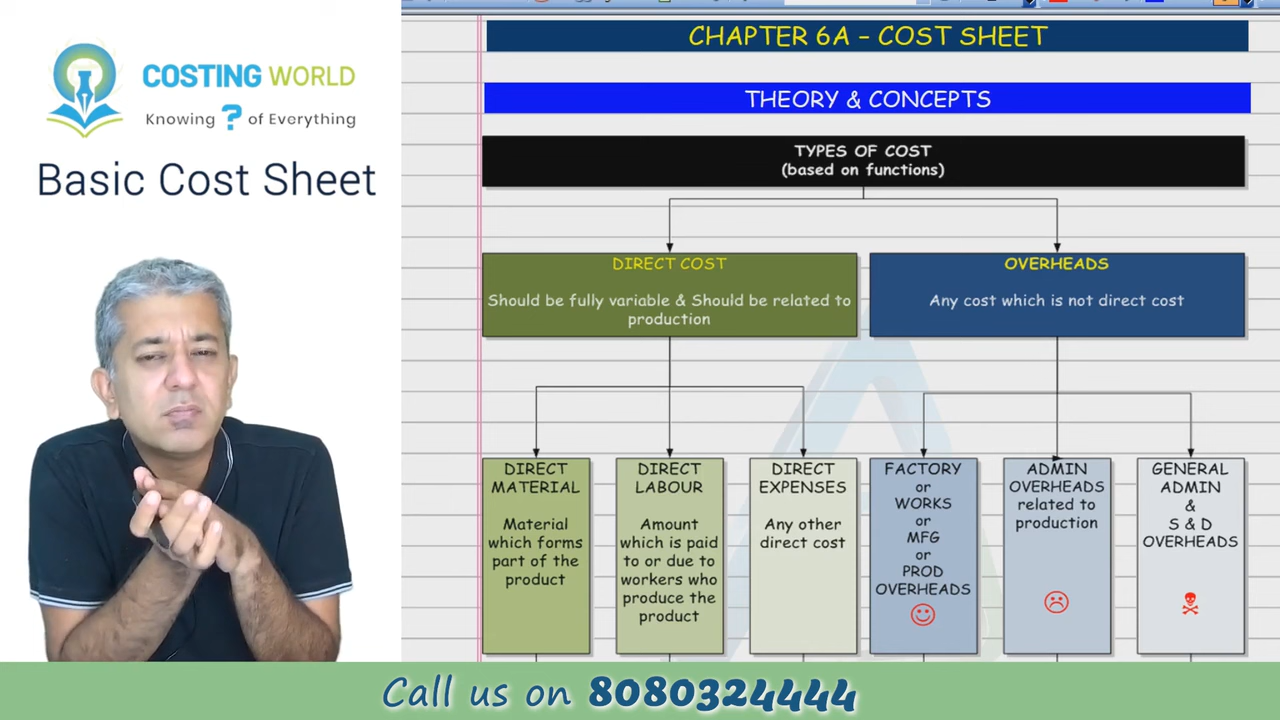 COSTING WORLD
Knowing ? of Everything
Basic Cost Sheet
CHAPTER 6A – COST SHEET
THEORY & CONCEPTS
TYPES OF COST
(based on functions)
DIRECT COST
Should be fully variable & Should be related to
production
OVERHEADS
Any cost which is not direct cost
DIRECT
MATERIAL
Material
which forms
part of the
product
DIRECT
LABOUR
Amount
which is paid
to or due to
workers who
produce the
product
DIRECT
EXPENSES
Any other
direct cost
FACTORY
or
WORKS
or
MFG
or
PROD
OVERHEADS
ADMIN
OVERHEADS
related to
production
GENERAL
ADMIN
&
S & D
OVERHEADS
Call us on 8080324444